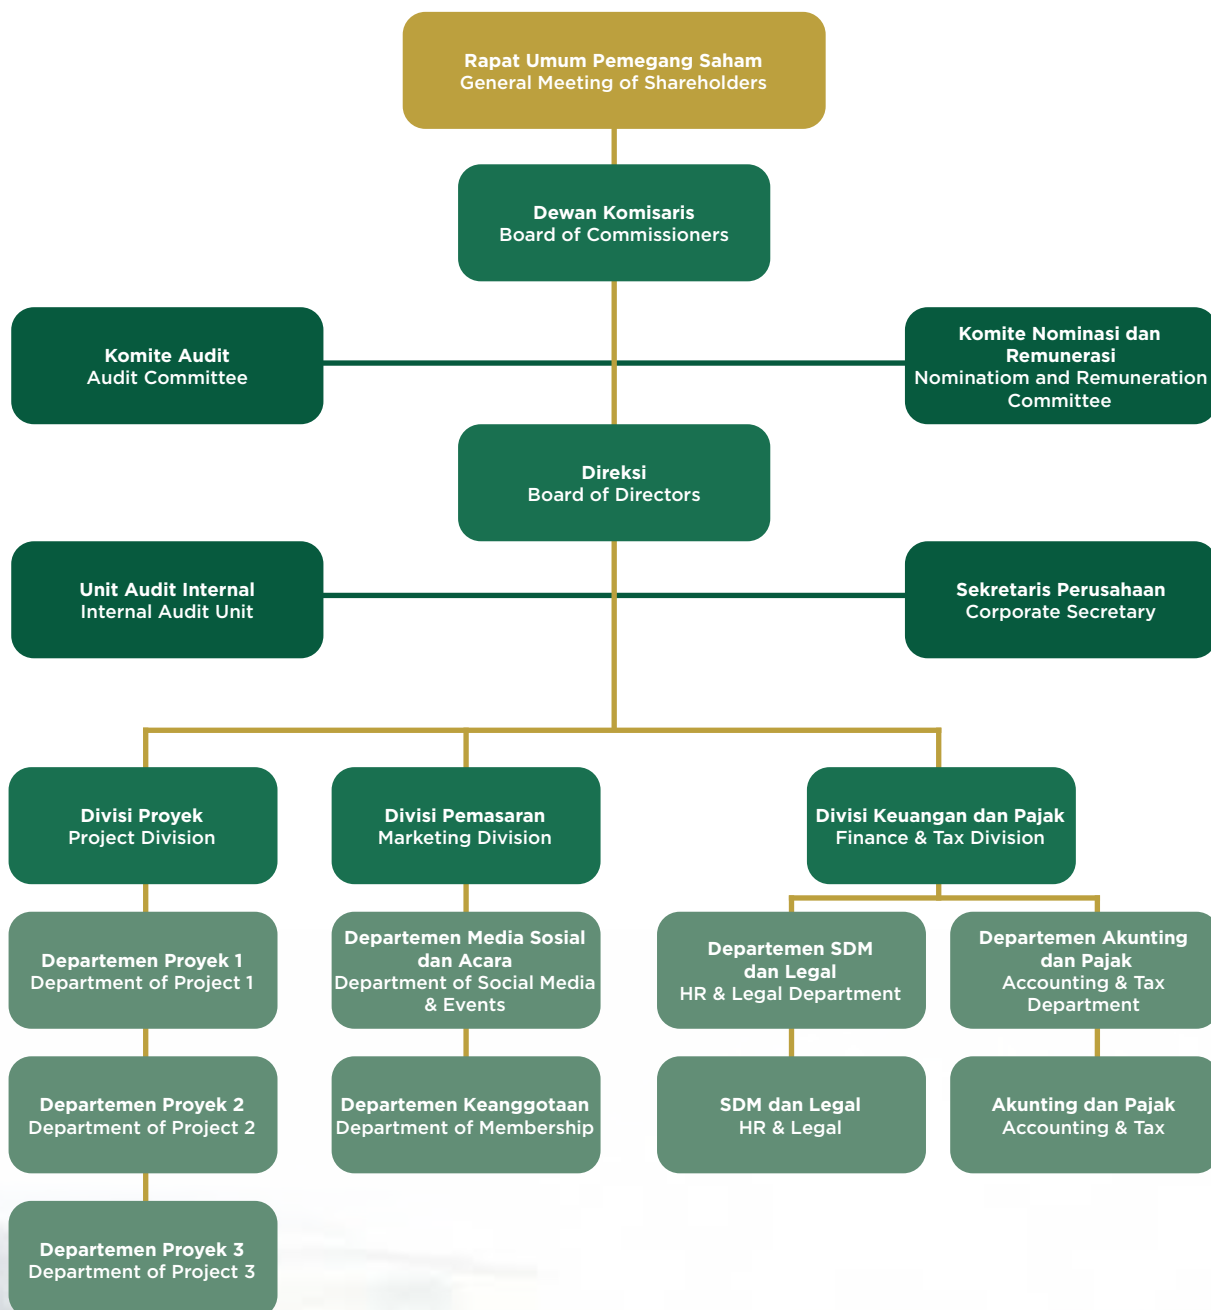 Rapat Umum Pemegang Saham
General Meeting of Shareholders
Dewan Komisaris
Board of Commissioners
Komite Audit
Audit Committee
Komite Nominasi dan
Remunerasi
Nominatiom and Remuneration
Committee
Direksi
Board of Directors
Unit Audit Internal
Internal Audit Unit
Sekretaris Perusahaan
Corporate Secretary
Divisi Proyek
Project Division
Divisi Pemasaran
Marketing Division
Divisi Keuangan dan Pajak
Finance & Tax Division
Departemen Proyek 1
Department of Project 1
Departemen Media Sosial
dan Acara
Department of Social Media
& Events
Departemen SDM
dan Legal
HR & Legal Department
Departemen Akunting
dan Pajak
Accounting & Tax
Department
Departemen Proyek 2
Department of Project 2
Departemen Keanggotaan
Department of Membership
SDM dan Legal
HR & Legal
Akunting dan Pajak
Accounting & Tax
Departemen Proyek 3
Department of Project 3